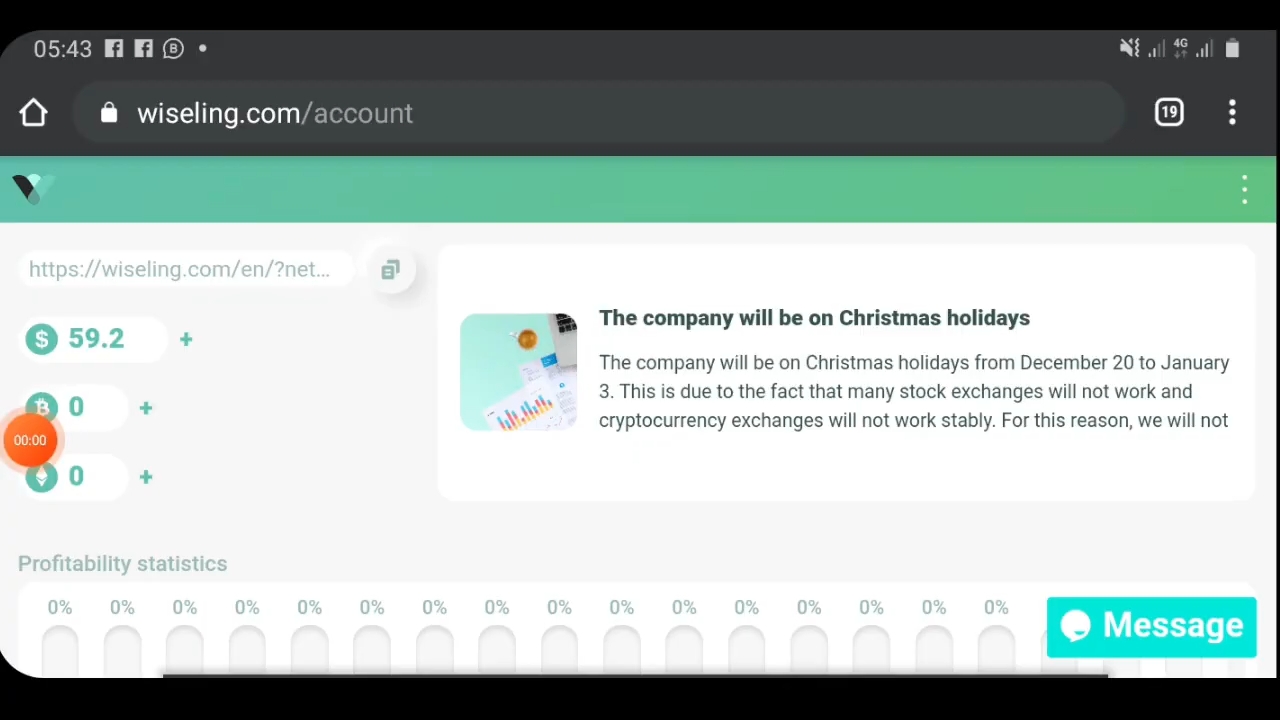 05:43
4G
wiseling.com/account
19
https://wiseling.com/en/?net...
$ 59.2 +
0 +
00:00
0 +
The company will be on Christmas holidays
The company will be on Christmas holidays from December 20 to January
3. This is due to the fact that many stock exchanges will not work and
cryptocurrency exchanges will not work stably. For this reason, we will not
Profitability statistics
0% 0% 0% 0% 0% 0% 0% 0% 0% 0% 0% 0% 0% 0% 0% 0%
Message